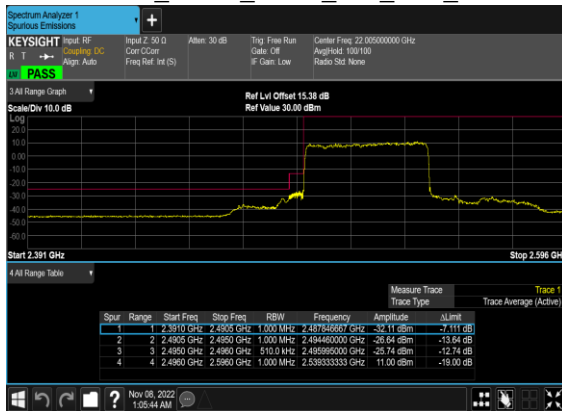 Spectrum Analyzer 1
Spurious Emissions
KEYSIGHT Input: RF Input Z: 50 Ω Atten: 30 dB Trig: Free Run Center Freq: 22.005000000 GHz
R T Coupling: DC Corr CCorr Gate: Off Avg|Hold: 100/100
Align: Auto Freq Ref: Int (S) IF Gain: Low Radio Std: None
PASS
3 All Range Graph
Ref Lvl Offset 15.38 dB
Scale/Div 10.0 dB Ref Value 30.00 dBm
Log
20.0
10.0
0.00
-10.0
-20.0
-30.0
-40.0
-50.0
-60.0
Start 2.391 GHz Stop 2.596 GH
4 All Range Table
Measure Trace Trace 1
Trace Type Trace Average (Active)
Spur Range Start Freq Stop Freq RBW Frequency Amplitude ΔLimit
1 1 2.3910 GHz 2.4905 GHz 1.000 MHz 2.487846667 GHz -32.11 dBm -7.111 dB
2 2 2.4905 GHz 2.4950 GHz 1.000 MHz 2.494460000 GHz -26.64 dBm -13.64 dB
3 3 2.4950 GHz 2.4960 GHz 510.0 kHz 2.495995000 GHz -25.74 dBm -12.74 dB
4 4 2.4960 GHz 2.5960 GHz 1.000 MHz 2.539333333 GHz 11.00 dBm -19.00 dB
Nov 08, 2022
1:05:44 AM